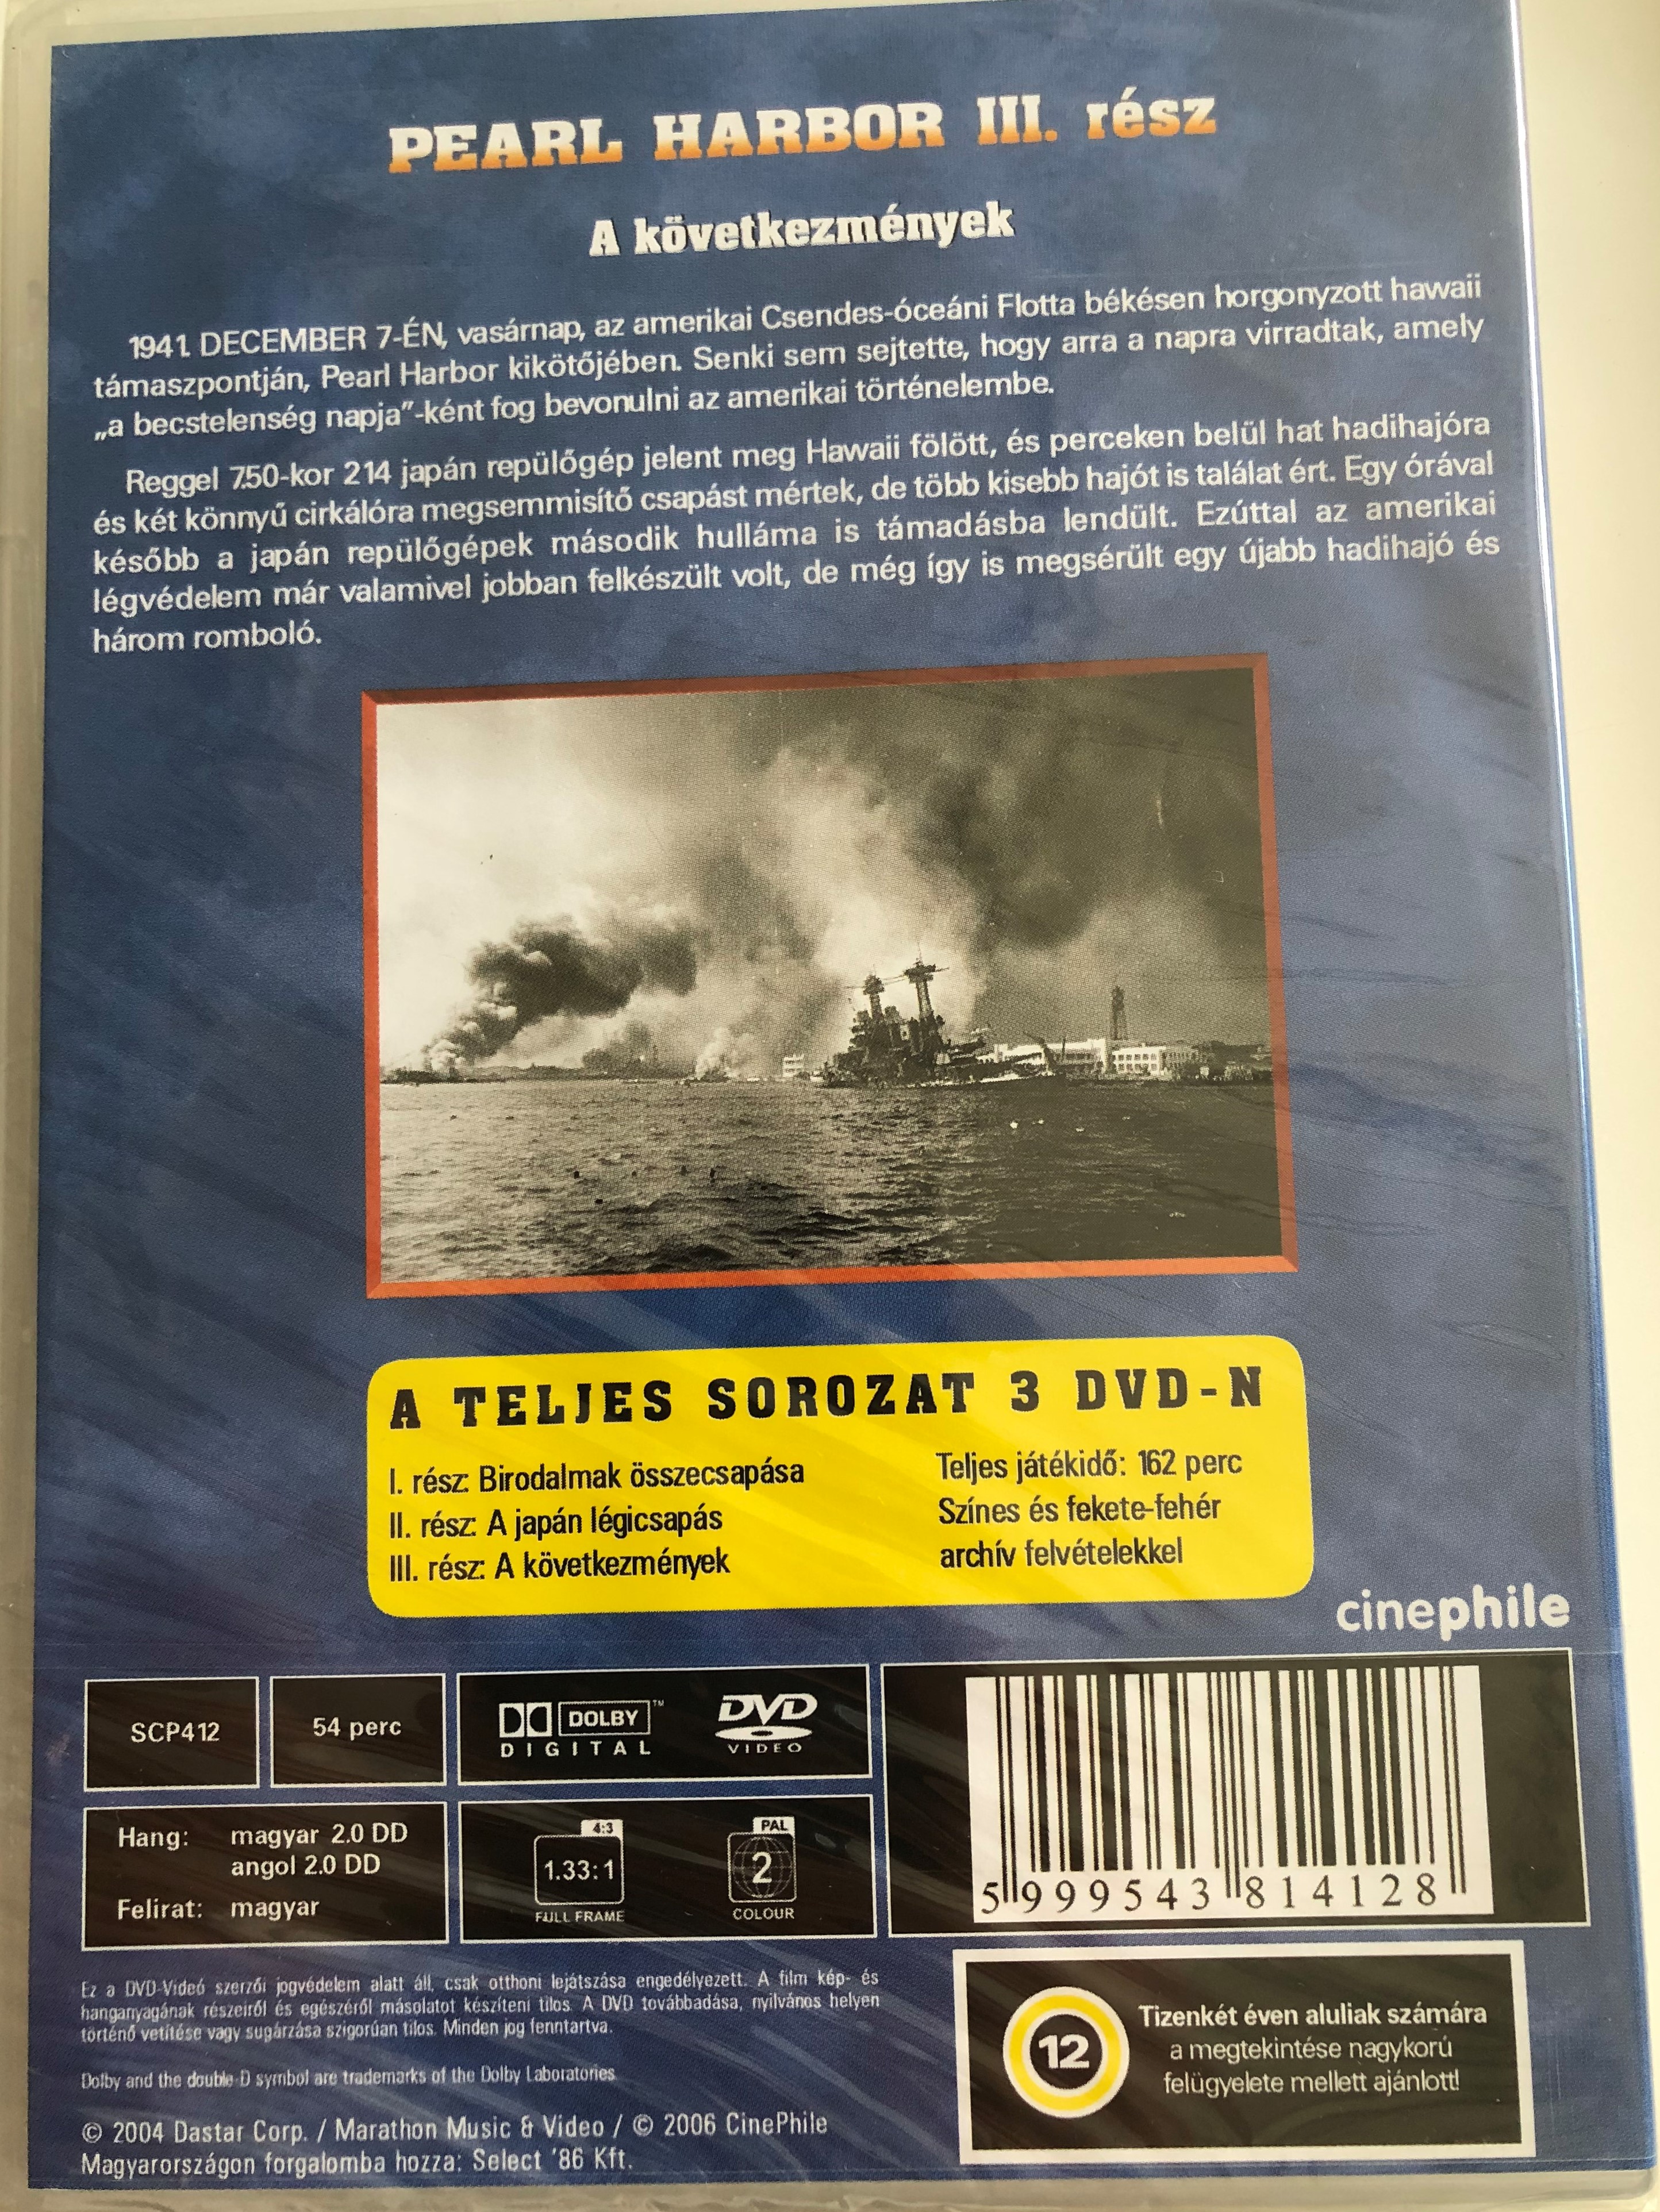 PEARL HARBOR III. rész
A következmények
1941. DECEMBER 7-ÉN, vasárnap, az amerikai Csendes-óceáni Flotta békésen horgonyzott hawaii
támaszpontján, Pearl Harbor kikötőjében. Senki sem sejtette, hogy arra a napra virradtak, amely
„a becstelenség napja”-ként fog bevonulni az amerikai történelembe.
Reggel 7.50-kor 214 japán repülőgép jelent meg Hawaii fölött, és perceken belül hat hadihajóra
és két könnyű cirkálóra megsemmisítő csapást mértek, de több kisebb hajót is találat ért. Egy órával
később a japán repülőgépek második hulláma is támadásba lendült. Ezúttal az amerikai
légvédelem már valamivel jobban felkészült volt, de még így is megsérült egy újabb hadihajó és
három romboló.
A TELJES SOROZAT 3 DVD-N
I. rész: Birodalmak összecsapása
II. rész: A japán légicsapás
III. rész: A következmények
Teljes játékidő: 162 perc
Színes és fekete-fehér
archív felvételekkel
cinephile
SCP412
54 perc
DOLBY™
DIGITAL
DVD
VIDEO
Hang: magyar 2.0 DD
angol 2.0 DD
Felirat: magyar
4:3
1.33:1
FULL FRAME
PAL
2
COLOUR
5 999543 814128
Ez a DVD-Videó szerzői jogvédelem alatt áll, csak otthoni lejátszása engedélyezett. A film kép- és
hanganyagának részeiről és egészéről másolatot készíteni tilos. A DVD továbbadása, nyilvános helyen
történő vetítése vagy sugárzása szigorúan tilos. Minden jog fenntartva.
Dolby and the double-D symbol are trademarks of the Dolby Laboratories
© 2004 Dastar Corp. / Marathon Music & Video / © 2006 CinePhile
Magyarországon forgalomba hozza: Select '86 Kft.
12
Tizenkét éven aluliak számára
a megtekintése nagykorú
felügyelete mellett ajánlott!